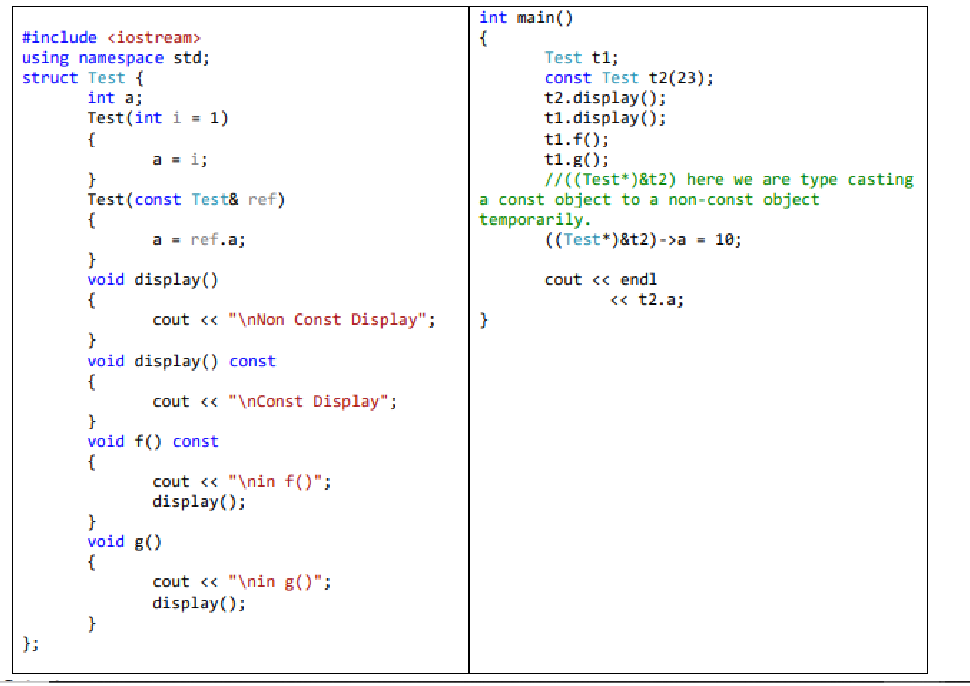 #include <iostream>
using namespace std;
struct Test {
int a;
Test(int i = 1)
{
a = i;
}
Test(const Test& ref)
{
a = ref.a;
}
void display()
{
cout << "\nNon Const Display";
}
void display() const
{
cout << "\nConst Display";
}
void f() const
{
cout << "\nin f()";
display();
}
void g()
{
cout << "\nin g()";
display();
}
};
int main()
{
Test t1;
const Test t2(23);
t2.display();
t1.display();
t1.f();
t1.g();
//((Test*)&t2) here we are type casting
a const object to a non-const object
temporarily.
((Test*)&t2)->a = 10;
cout << endl
<< t2.a;
}